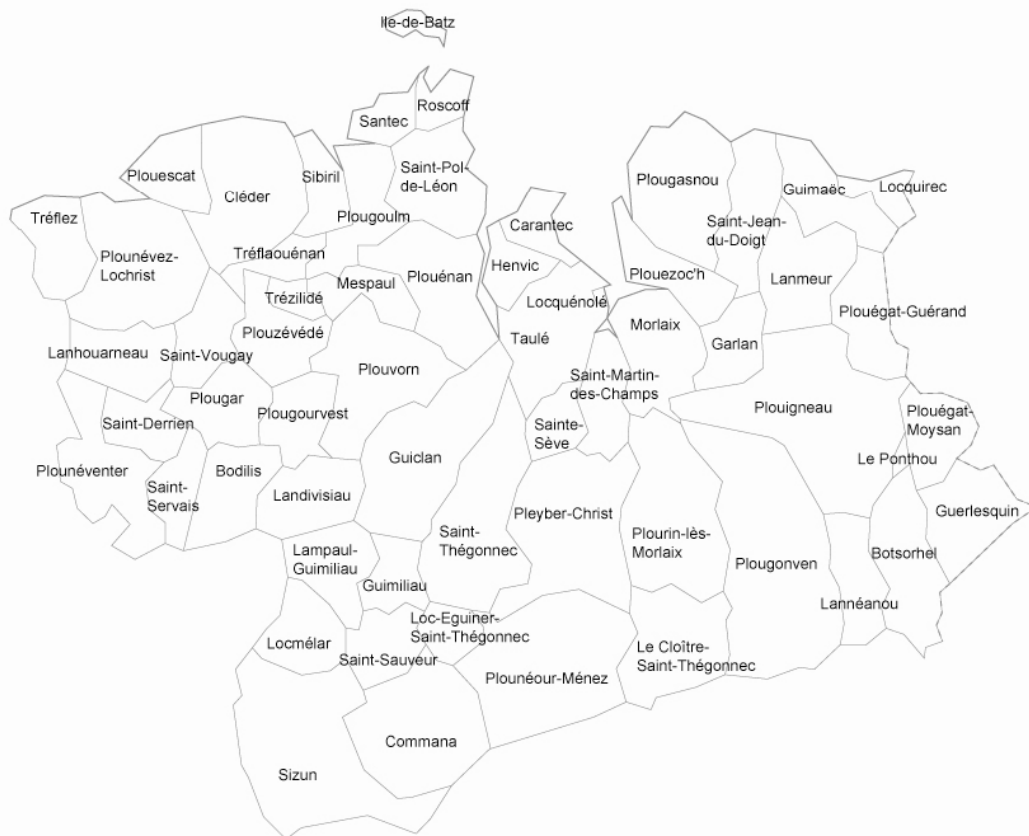 Ile-de-Batz
Roscoff
Santec
Plouescat
Cléder
Sibiril
Saint-Pol-
de-Léon
Plougasnou
Guimaëc
Locquirec
Tréflez
Plougoulm
Carantec
Saint-Jean-
du-Doigt
Plounévez-
Lochrist
Tréflaouénan
Henvic
Mespaul
Plouénan
Plouezoc'h
Lanmeur
Trézilidé
Locquénolé
Plouégat-Guérand
Plouzévédé
Taulé
Morlaix
Garlan
Lanhouarneau
Saint-Vougay
Plouvorn
Saint-Martin-
des-Champs
Plougar
Plougourvest
Plouigneau
Plouégat-
Moysan
Saint-Derrien
Sainte-
Sève
Guiclan
Le Ponthou
Plounéventer
Bodilis
Saint-
Servais
Landivisiau
Pleyber-Christ
Guerlesquin
Saint-
Thégonnec
Plourin-lès-
Morlaix
Lampaul-
Guimiliau
Botsorhel
Plougonven
Guimiliau
Lannéanou
Loc-Eguiner-
Saint-Thégonnec
Locmélar
Le Cloître-
Saint-Thégonnec
Saint-Sauveur
Plounéour-Ménez
Commana
Sizun